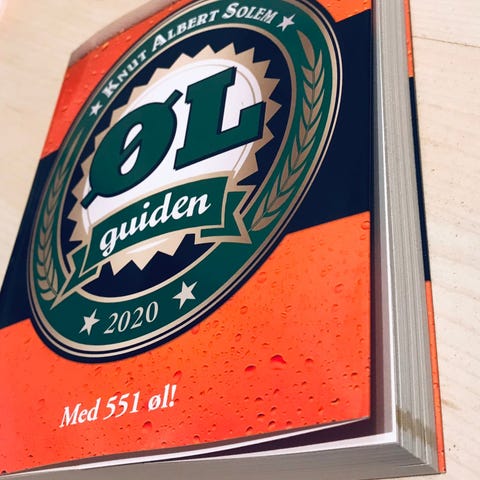 Knut Albert Solem
ØL
guiden
2020
Med 551 øl!